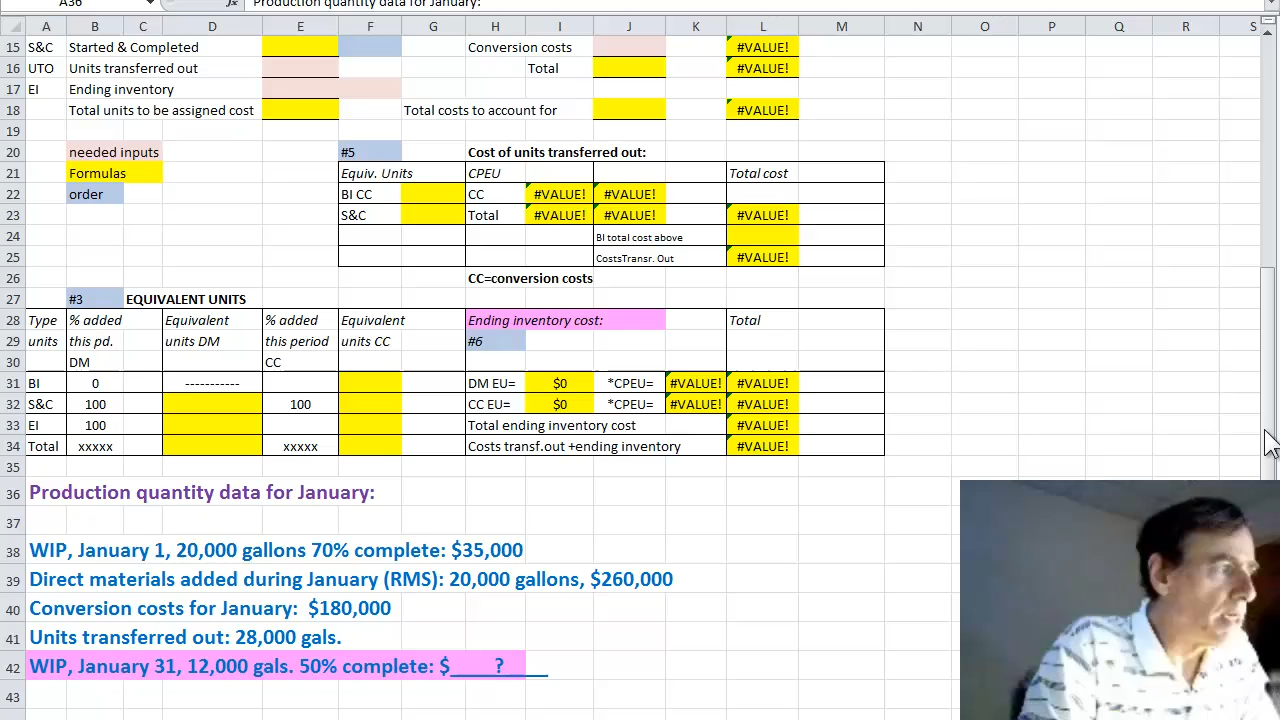 A36 fx Production quantity data for January:
A B C D E F G H I J K L M N O P Q R S
15 S&C Started & Completed Conversion costs #VALUE!
16 UTO Units transferred out Total #VALUE!
17 EI Ending inventory
18 Total units to be assigned cost Total costs to account for #VALUE!
19
20 needed inputs #5 Cost of units transferred out:
21 Formulas Equiv. Units CPEU Total cost
22 order BI CC CC #VALUE! #VALUE!
23 S&C Total #VALUE! #VALUE! #VALUE!
24 BI total cost above
25 CostsTransr. Out #VALUE!
26 CC=conversion costs
27 #3 EQUIVALENT UNITS
28 Type % added Equivalent % added Equivalent Ending inventory cost: Total
29 units this pd. units DM this period units CC #6
30 DM CC
31 BI 0 ----------- DM EU= $0 *CPEU= #VALUE! #VALUE!
32 S&C 100 100 CC EU= $0 *CPEU= #VALUE! #VALUE!
33 EI 100 Total ending inventory cost #VALUE!
34 Total xxxxx xxxxx Costs transf.out +ending inventory #VALUE!
35
36 Production quantity data for January:
37
38 WIP, January 1, 20,000 gallons 70% complete: $35,000
39 Direct materials added during January (RMS): 20,000 gallons, $260,000
40 Conversion costs for January: $180,000
41 Units transferred out: 28,000 gals.
42 WIP, January 31, 12,000 gals. 50% complete: $____?____
43